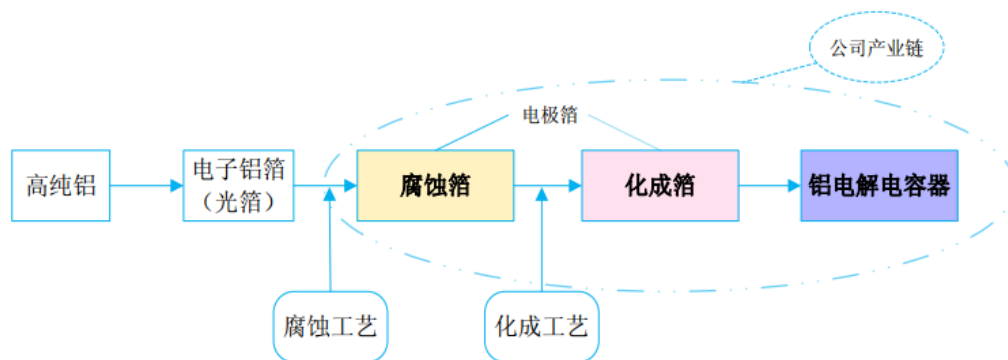 公司产业链
电极箔
高纯铝
电子铝箔
（光箔）
腐蚀箔
化成箔
铝电解电容器
腐蚀工艺
化成工艺